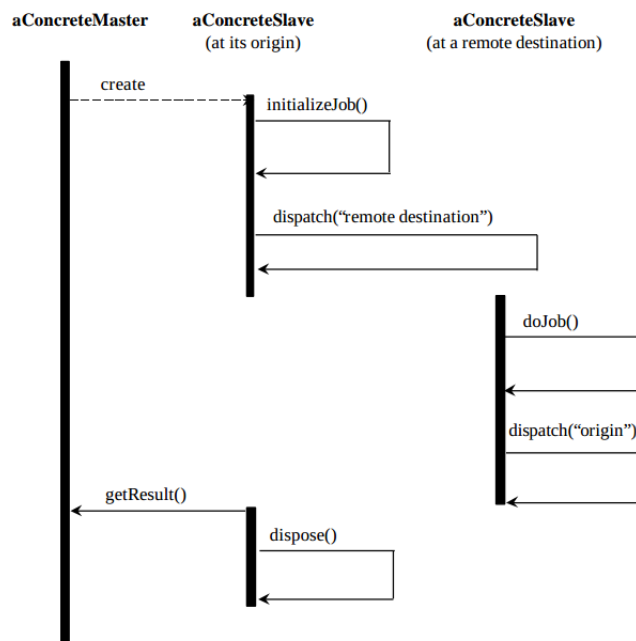 aConcreteMaster
aConcreteSlave
(at its origin)
aConcreteSlave
(at a remote destination)
create
initializeJob()
dispatch(“remote destination”)
doJob()
dispatch(“origin”)
getResult()
dispose()